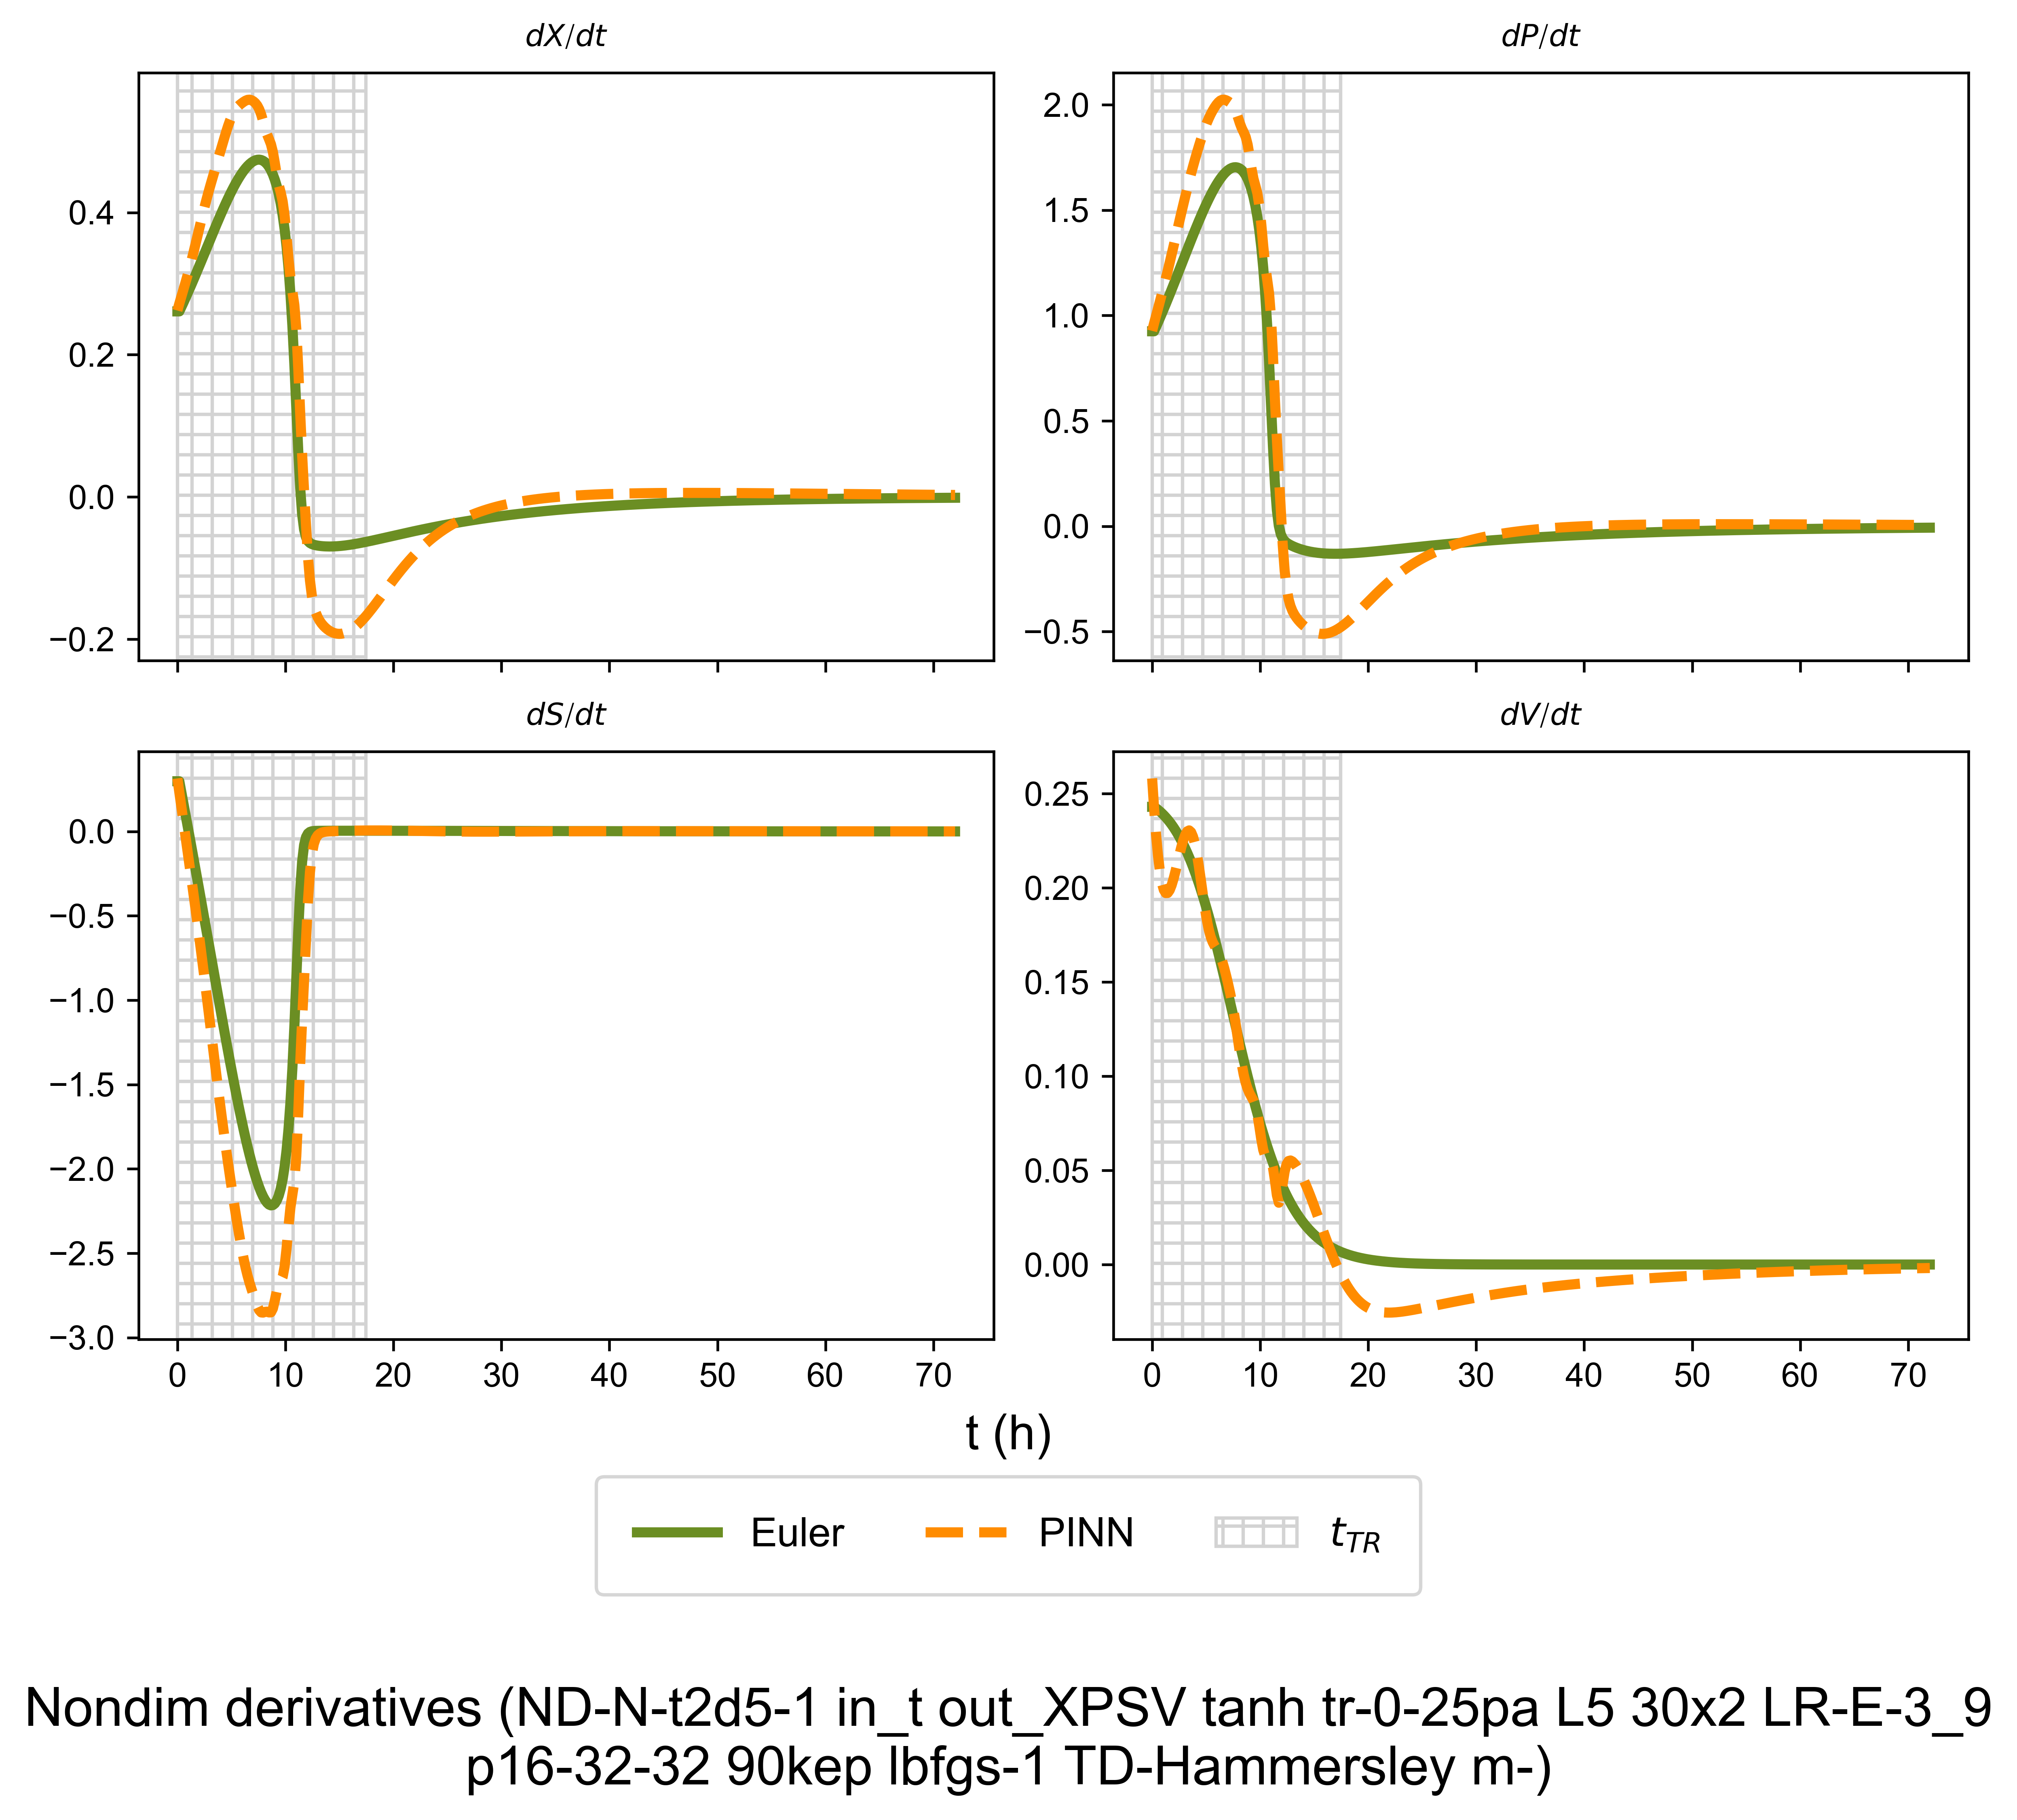 dX/dt
dP/dt
0.4
0.2
0.0
−0.2
2.0
1.5
1.0
0.5
0.0
−0.5
dS/dt
dV/dt
0.0
−0.5
−1.0
−1.5
−2.0
−2.5
−3.0
0.25
0.20
0.15
0.10
0.05
0.00
0 10 20 30 40 50 60 70
0 10 20 30 40 50 60 70
t (h)
Euler PINN t_TR
Nondim derivatives (ND-N-t2d5-1 in_t out_XPSV tanh tr-0-25pa L5 30x2 LR-E-3_9
p16-32-32 90kep lbfgs-1 TD-Hammersley m-)